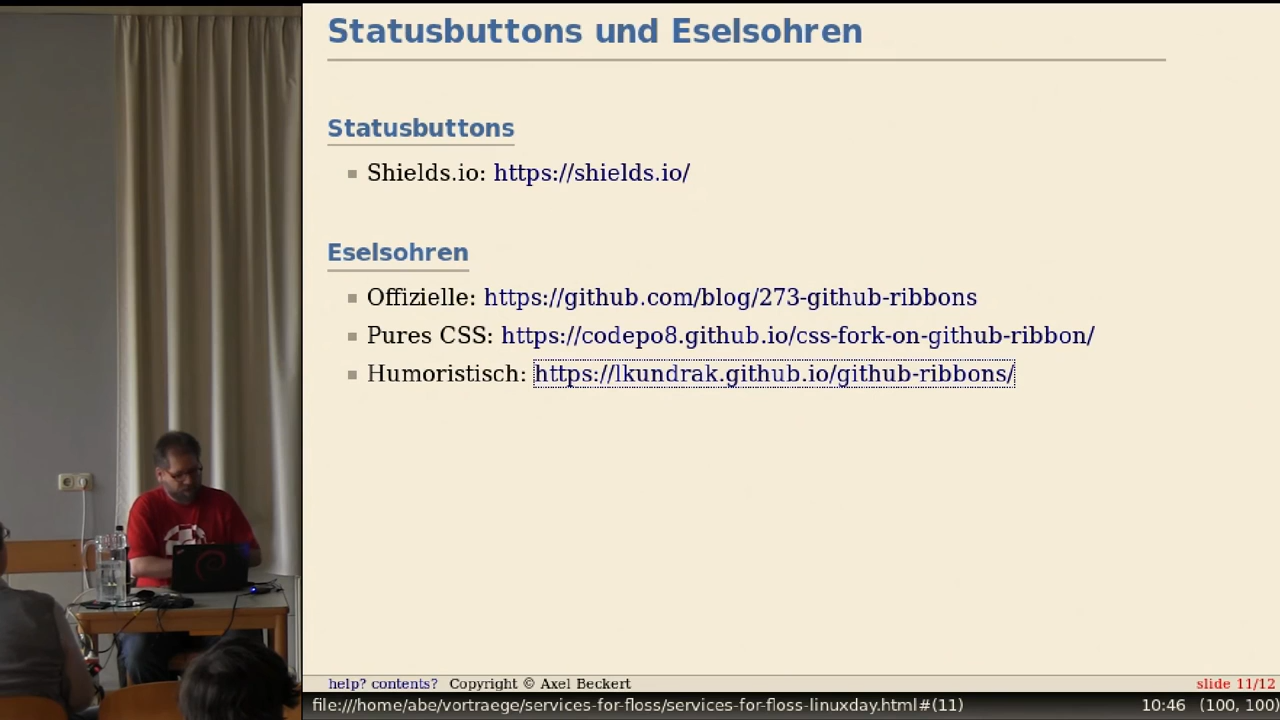 Statusbuttons und Eselsohren
Statusbuttons
Shields.io: https://shields.io/
Eselsohren
Offizielle: https://github.com/blog/273-github-ribbons
Pures CSS: https://codepo8.github.io/css-fork-on-github-ribbon/
Humoristisch: https://lkundrak.github.io/github-ribbons/
help? contents? Copyright © Axel Beckert slide 11/12
file:///home/abe/vortraege/services-for-floss/services-for-floss-linuxday.html#(11) 10:46 (100, 100)